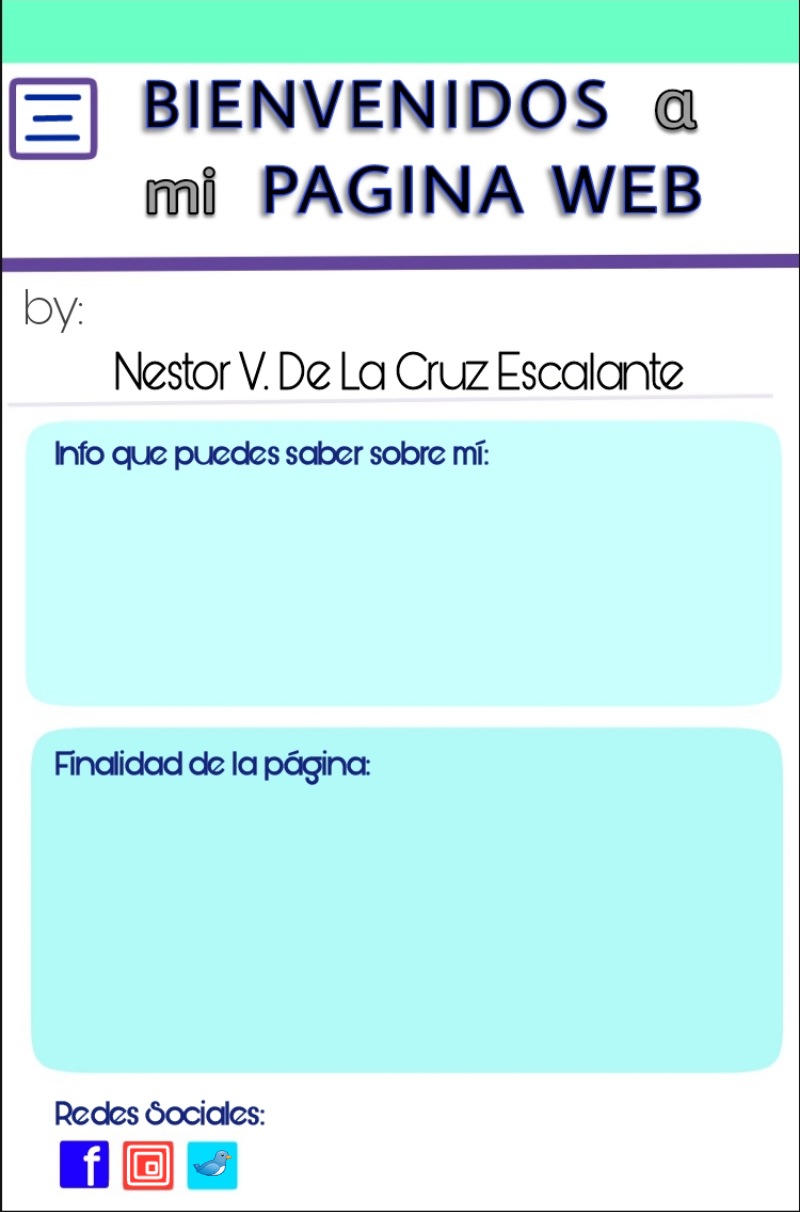 BIENVENIDOS a
mi PAGINA WEB
by:
Nestor V. De La Cruz Escalante
Info que puedes saber sobre mí:
Finalidad de la página:
Redes Sociales:
f